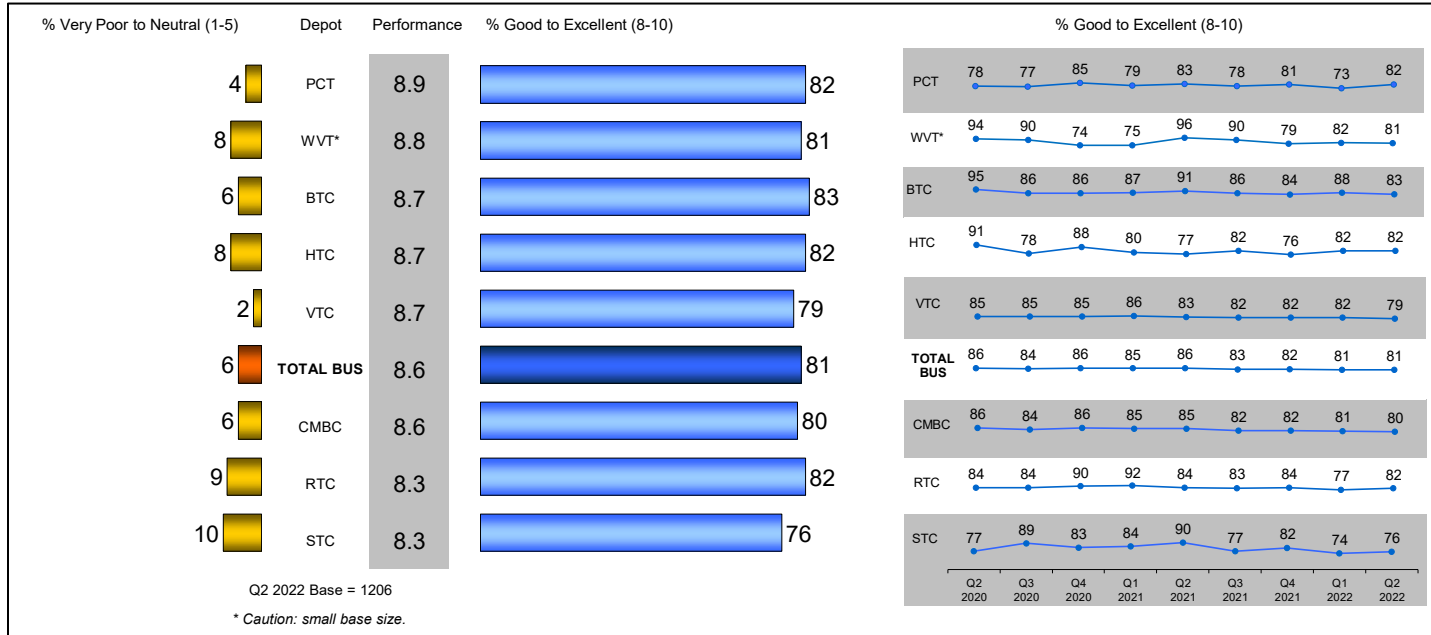 % Very Poor to Neutral (1-5) Depot Performance % Good to Excellent (8-10) % Good to Excellent (8-10)
4 PCT 8.9 82
8 WVT* 8.8 81
6 BTC 8.7 83
8 HTC 8.7 82
2 VTC 8.7 79
6 TOTAL BUS 8.6 81
6 CMBC 8.6 80
9 RTC 8.3 82
10 STC 8.3 76
Q2 2022 Base = 1206
* Caution: small base size.
PCT 78 77 85 79 83 78 81 73 82
WVT* 94 90 74 75 96 90 79 82 81
BTC 95 86 86 87 91 86 84 88 83
HTC 91 78 88 80 77 82 76 82 82
VTC 85 85 85 86 83 82 82 82 79
TOTAL
BUS
86 84 86 85 86 83 82 81 81
CMBC 86 84 86 85 85 82 82 81 80
RTC 84 84 90 92 84 83 84 77 82
STC 77 89 83 84 90 77 82 74 76
Q2 Q3 Q4 Q1 Q2 Q3 Q4 Q1 Q2
2020 2020 2020 2021 2021 2021 2021 2022 2022